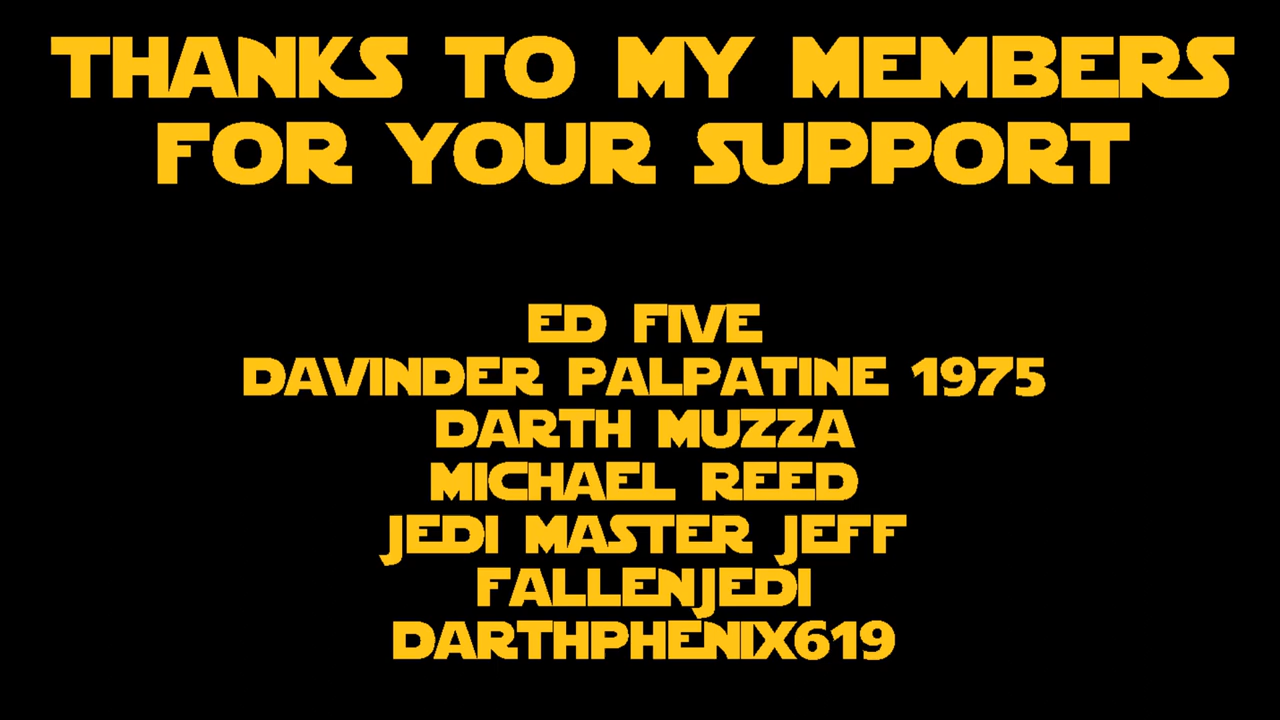 THANKS TO MY MEMBERS
FOR YOUR SUPPORT
ED FIVE
DAVINDER PALPATINE 1975
DARTH MUZZA
MICHAEL REED
JEDI MASTER JEFF
FALLENJEDI
DARTHPHENIX619